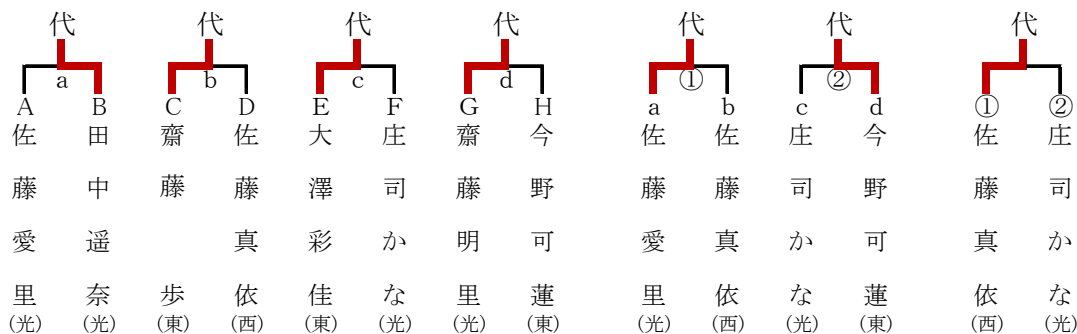 代 代 代 代 代 代 代
a b c d ① ②
A B C D E F G H a b c d ① ②
佐藤愛里(光)
田中遥奈(光)
齋藤歩(東)
佐藤真依(西)
大澤彩佳(東)
庄司かな(光)
齋藤明里(光)
今野可蓮(東)
佐藤愛里(光)
佐藤真依(西)
庄司かな(光)
今野可蓮(東)
佐藤真依(西)
庄司かな(光)